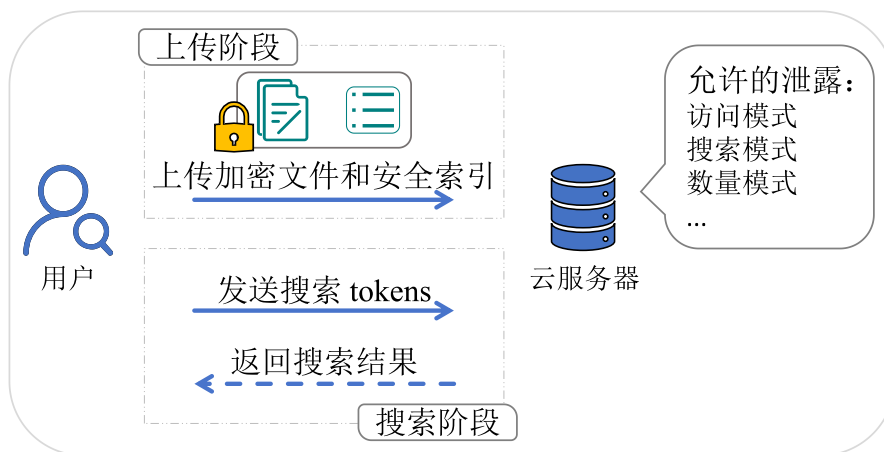 上传阶段
上传加密文件和安全索引
允许的泄露：
访问模式
搜索模式
数量模式
...
用户
云服务器
发送搜索 tokens
返回搜索结果
搜索阶段